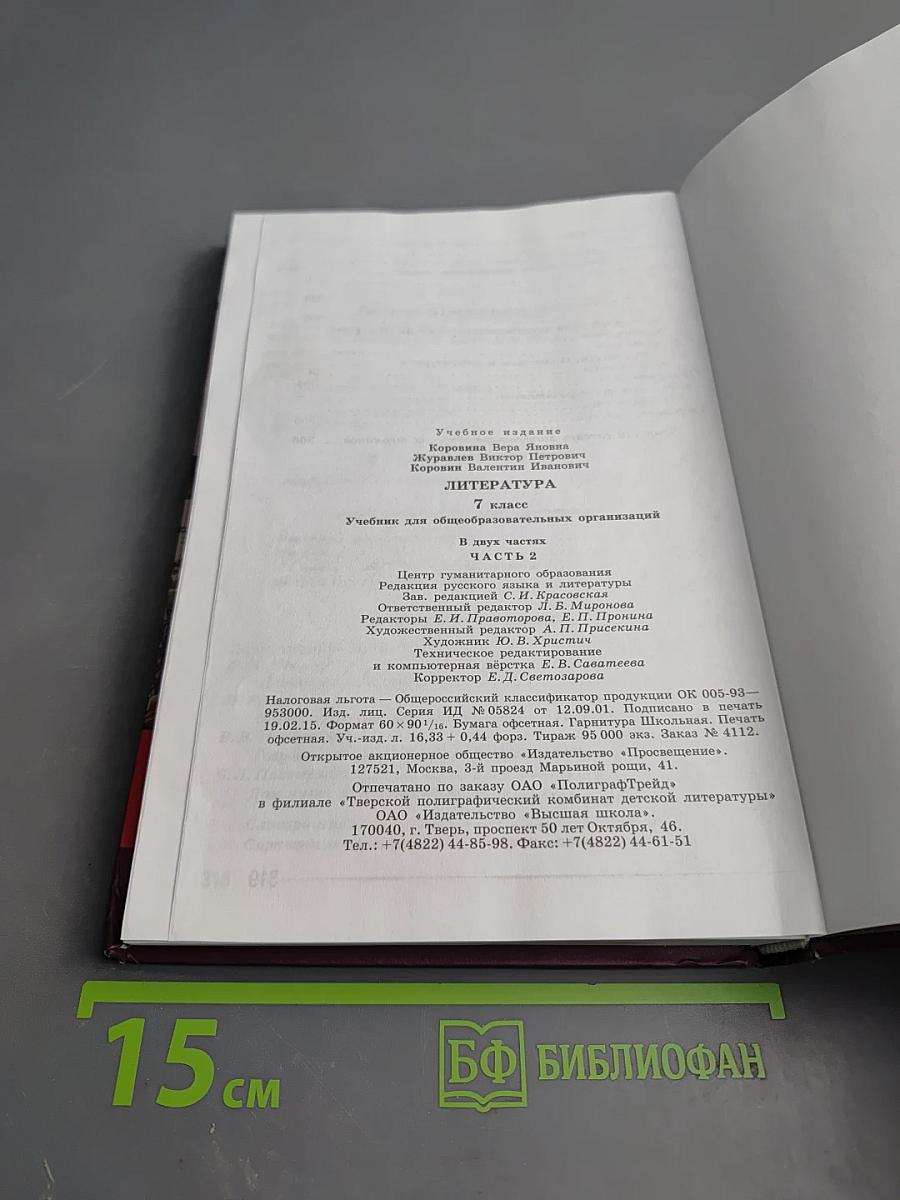 Учебное издание
Коровина Вера Яновна
Журавлев Виктор Петрович
Коровин Валентин Иванович
ЛИТЕРАТУРА
7 класс
Учебник для общеобразовательных организаций
В двух частях
ЧАСТЬ 2
Центр гуманитарного образования
Редакция русского языка и литературы
Зав. редакцией С. И. Красовская
Ответственный редактор Л. Б. Миронова
Редакторы Е. И. Правоторова, Е. П. Пронина
Художественный редактор А. П. Присекина
Художник Ю. В. Христич
Техническое редактирование
и компьютерная вёрстка Е. В. Саватеева
Корректор Е. Д. Светозарова
Налоговая льгота — Общероссийский классификатор продукции ОК 005-93—
953000. Изд. лиц. Серия ИД № 05824 от 12.09.01. Подписано в печать
19.02.15. Формат 60×90 1/16. Бумага офсетная. Гарнитура Школьная. Печать
офсетная. Уч.-изд. л. 16,33 + 0,44 форз. Тираж 95 000 экз. Заказ № 4112.
Открытое акционерное общество «Издательство «Просвещение».
127521, Москва, 3-й проезд Марьиной рощи, 41.
Отпечатано по заказу ОАО «ПолиграфТрейд»
в филиале «Тверской полиграфический комбинат детской литературы»
ОАО «Издательство «Высшая школа».
170040, г. Тверь, проспект 50 лет Октября, 46.
Тел.: +7(4822) 44-85-98. Факс: +7(4822) 44-61-51
15 см
БФ БИБЛИОФАН